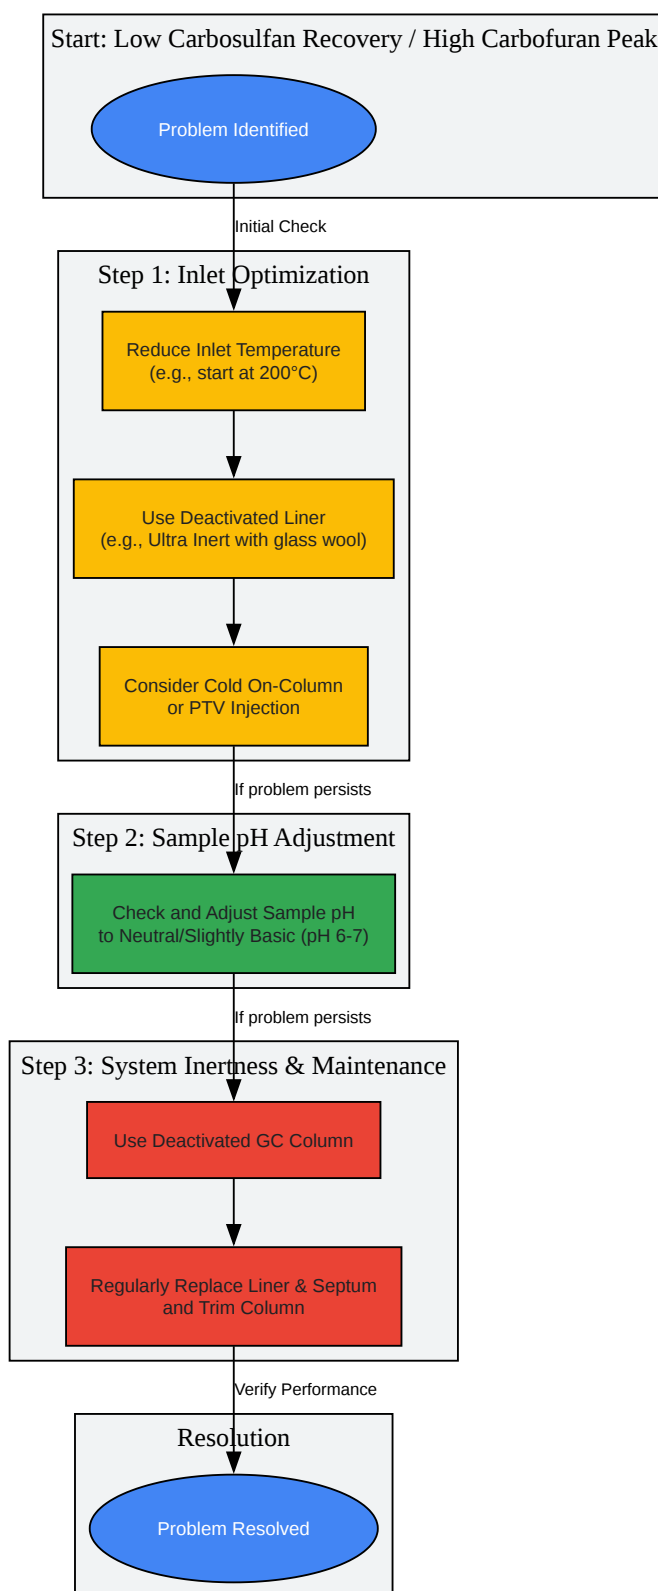 Start: Low Carbosulfan Recovery / High Carbofuran Peak
Problem Identified
Initial Check
Step 1: Inlet Optimization
Reduce Inlet Temperature
(e.g., start at 200°C)
Use Deactivated Liner
(e.g., Ultra Inert with glass wool)
Consider Cold On-Column
or PTV Injection
If problem persists
Step 2: Sample pH Adjustment
Check and Adjust Sample pH
to Neutral/Slightly Basic (pH 6-7)
If problem persists
Step 3: System Inertness & Maintenance
Use Deactivated GC Column
Regularly Replace Liner & Septum
and Trim Column
Verify Performance
Resolution
Problem Resolved